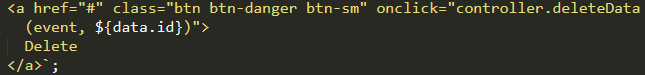 <a href="#" class="btn btn-danger btn-sm" onclick="controller.deleteData
(event, ${data.id})">
Delete
</a>`;